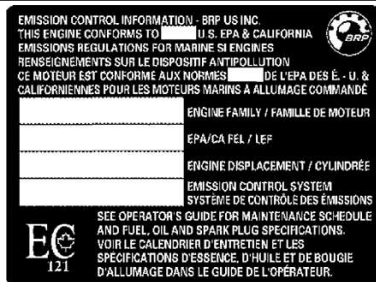 EMISSION CONTROL INFORMATION - BRP US INC.
THIS ENGINE CONFORMS TO U.S. EPA & CALIFORNIA
EMISSIONS REGULATIONS FOR MARINE SI ENGINES
RENSEIGNEMENTS SUR LE DISPOSITIF ANTIPOLLUTION
CE MOTEUR EST CONFORMÉ AUX NORMES DE L'EPA DES É. - U. &
CALIFORNIENNES POUR LES MOTEURS MARINS À ALLUMAGE COMMANDÉ
BRP
ENGINE FAMILY / FAMILLE DE MOTEUR
EPA/CA FEL / LEF
ENGINE DISPLACEMENT / CYLINDRÉE
EMISSION CONTROL SYSTEM
SYSTÈME DE CONTRÔLE DES ÉMISSIONS
EC
121
SEE OPERATOR'S GUIDE FOR MAINTENANCE SCHEDULE
AND FUEL, OIL AND SPARK PLUG SPECIFICATIONS.
VOIR LE CALENDRIER D'ENTRETIEN ET LES
SPÉCIFICATIONS D'ESSENCE, D'HUILE ET DE BOUGIE
D'ALLUMAGE DANS LE GUIDE DE L'OPÉRATEUR.